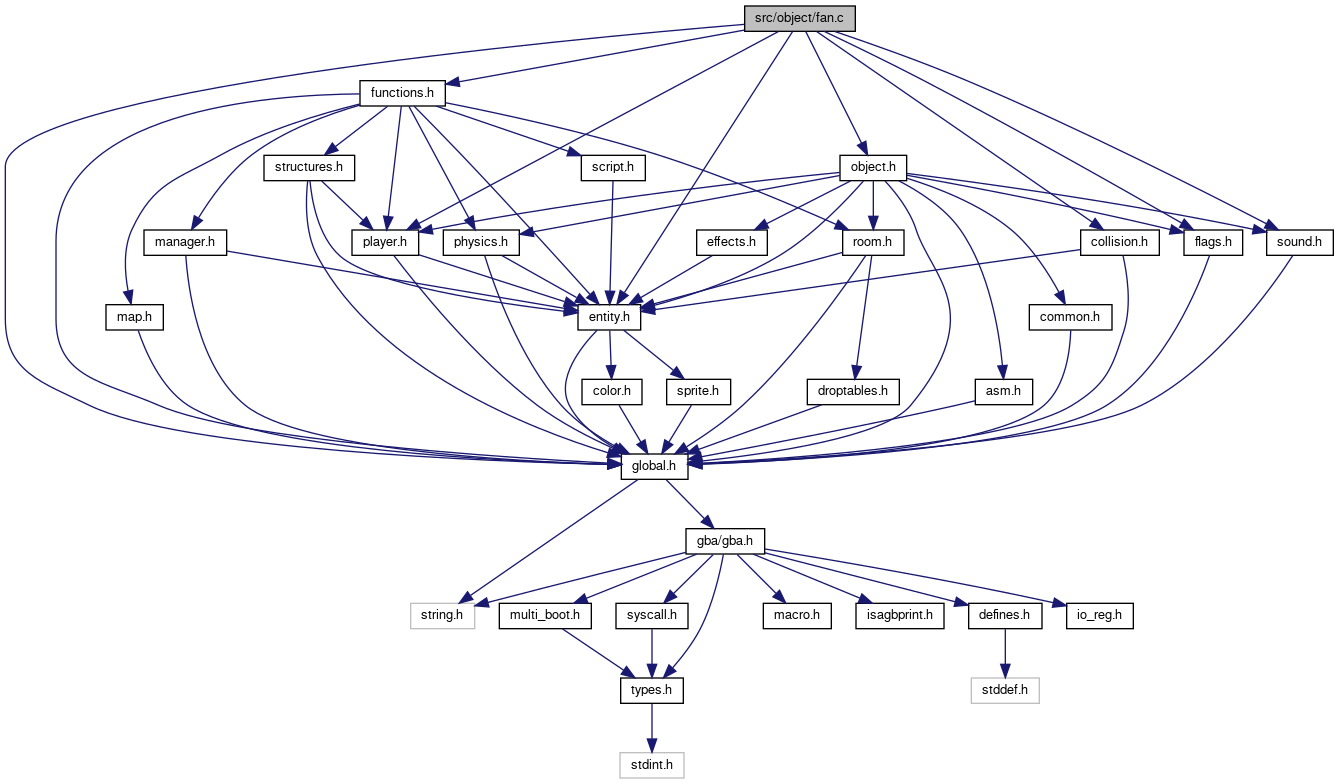 src/object/fan.c
functions.h
structures.h
script.h
object.h
manager.h
player.h
physics.h
effects.h
room.h
collision.h
flags.h
sound.h
map.h
entity.h
common.h
color.h
sprite.h
droptables.h
asm.h
global.h
gba/gba.h
string.h
multi_boot.h
syscall.h
macro.h
isagbprint.h
defines.h
io_reg.h
types.h
stddef.h
stdint.h